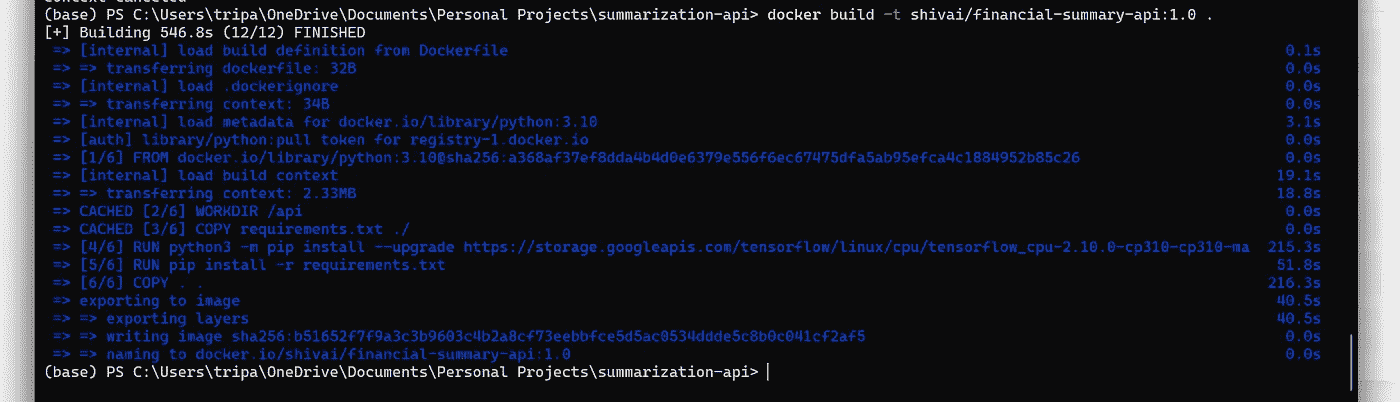 (base) PS C:\Users\tripa\OneDrive\Documents\Personal Projects\summarization-api> docker build -t shivai/financial-summary-api:1.0 .
[+] Building 546.8s (12/12) FINISHED
=> [internal] load build definition from Dockerfile 0.1s
=> => transferring dockerfile: 32B 0.0s
=> [internal] load .dockerignore 0.0s
=> => transferring context: 34B 0.0s
=> [internal] load metadata for docker.io/library/python:3.10 3.1s
=> [auth] library/python:pull token for registry-1.docker.io 0.0s
=> [1/6] FROM docker.io/library/python:3.10@sha256:a368af37ef8dda4b4d0e6379e556f6ec67475dfa5ab95efca4c1884952b85c26 0.0s
=> [internal] load build context 19.1s
=> => transferring context: 2.33MB 18.8s
=> CACHED [2/6] WORKDIR /api 0.0s
=> CACHED [3/6] COPY requirements.txt ./ 0.0s
=> [4/6] RUN python3 -m pip install --upgrade https://storage.googleapis.com/tensorflow/linux/cpu/tensorflow_cpu-2.10.0-cp310-cp310-ma 215.3s
=> [5/6] RUN pip install -r requirements.txt 51.8s
=> [6/6] COPY . . 216.3s
=> exporting to image 40.5s
=> => exporting layers 40.5s
=> => writing image sha256:b51652f7f9a3c3b9603c4b2a8cf73eebbfce5d5ac0534ddde5c8b0c041cf2af5 0.0s
=> => naming to docker.io/shivai/financial-summary-api:1.0 0.0s
(base) PS C:\Users\tripa\OneDrive\Documents\Personal Projects\summarization-api>